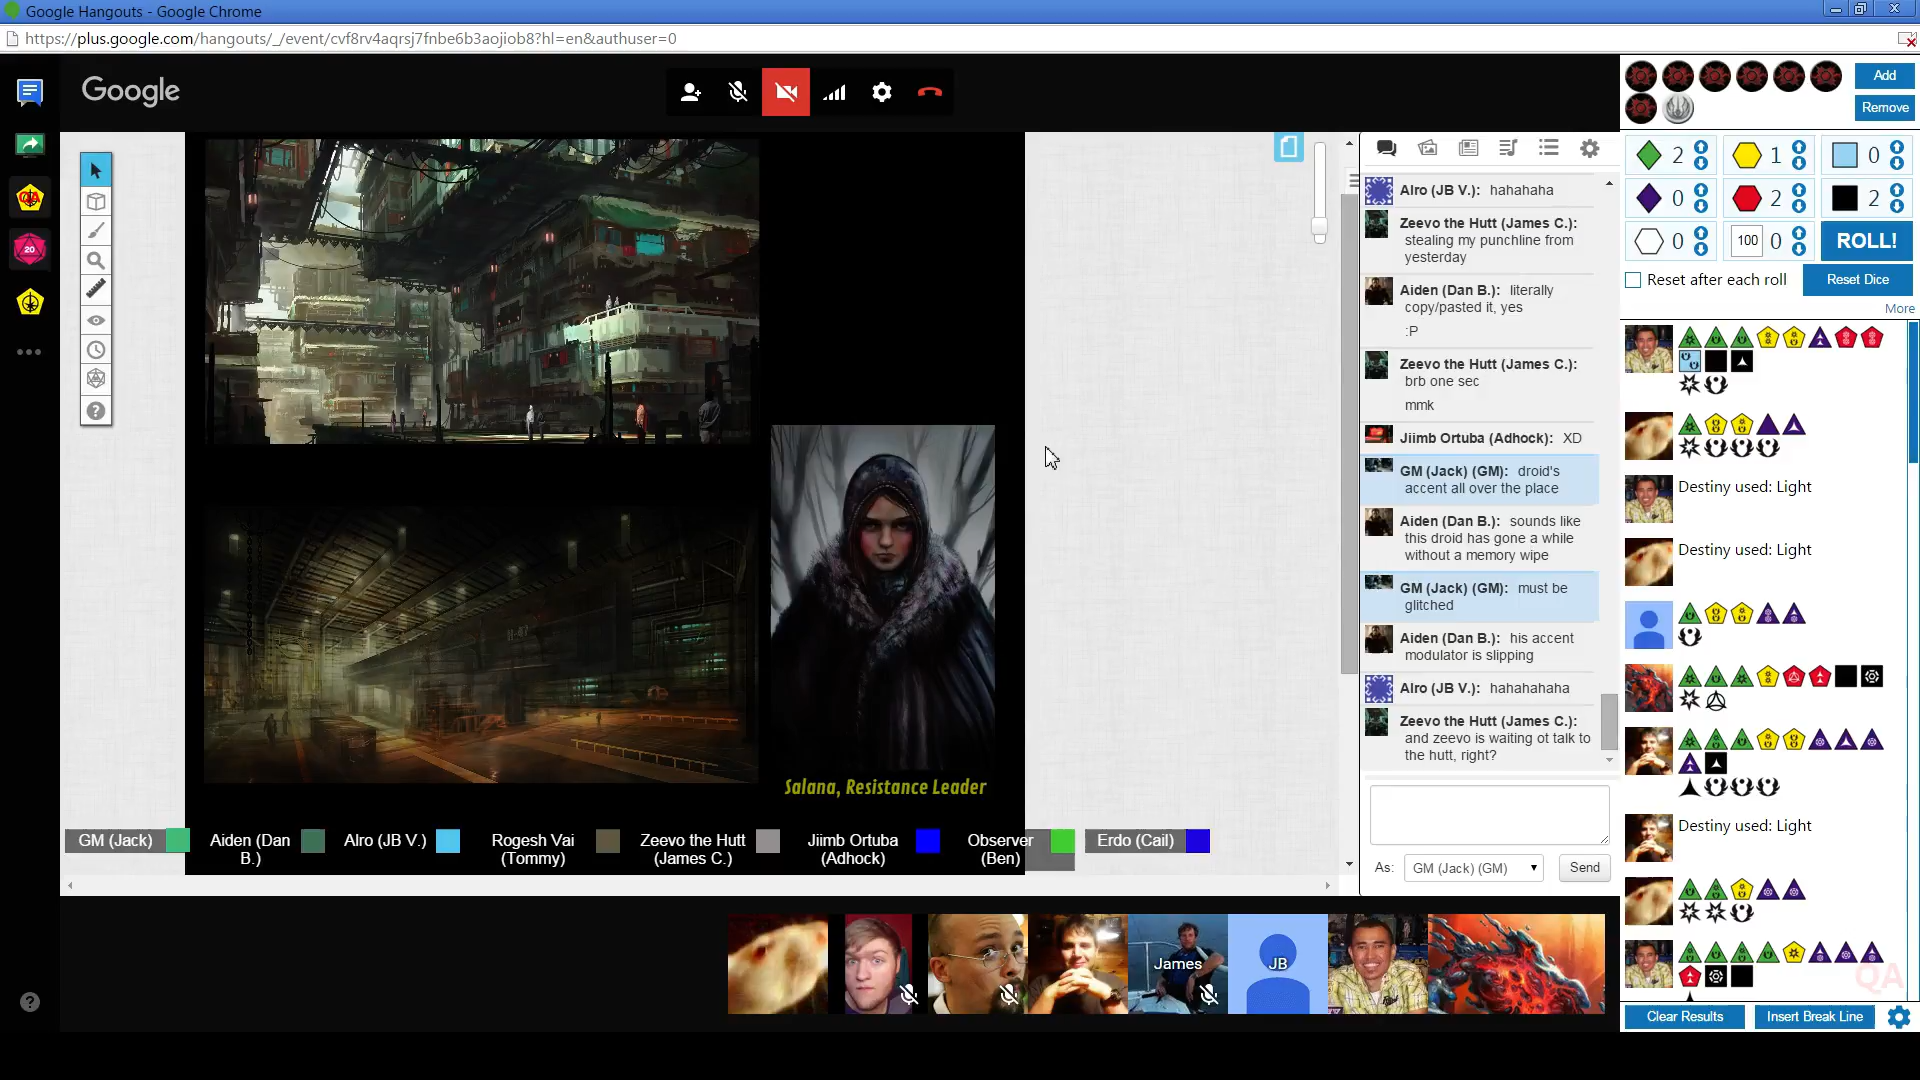 Google Hangouts - Google Chrome
https://plus.google.com/hangouts/_/event/cvf8rv4aqrsj7fnbe6b3aojiob8?hl=en&authuser=0
Google
Add
Remove
2
1
0
0
2
2
0
100
0
ROLL!
Reset after each roll
Reset Dice
More
QA
20
Alro (JB V.): hahahaha
Zeevo the Hutt (James C.):
stealing my punchline from
yesterday
Aiden (Dan B.): literally
copy/pasted it, yes
:P
Zeevo the Hutt (James C.):
brb one sec
mmk
Jiimb Ortuba (Adhock): XD
GM (Jack) (GM): droid's
accent all over the place
Aiden (Dan B.): sounds like
this droid has gone a while
without a memory wipe
GM (Jack) (GM): must be
glitched
Aiden (Dan B.): his accent
modulator is slipping
Alro (JB V.): hahahahaha
Zeevo the Hutt (James C.):
and zeevo is waiting ot talk to
the hutt, right?
As:
GM (Jack) (GM)
Send
Destiny used: Light
Destiny used: Light
Destiny used: Light
Salana, Resistance Leader
GM (Jack)
Aiden (Dan
B.)
Alro (JB V.)
Rogesh Vai
(Tommy)
Zeevo the Hutt
(James C.)
Jiimb Ortuba
(Adhock)
Observer
(Ben)
Erdo (Cail)
James
JB
QA
Clear Results
Insert Break Line